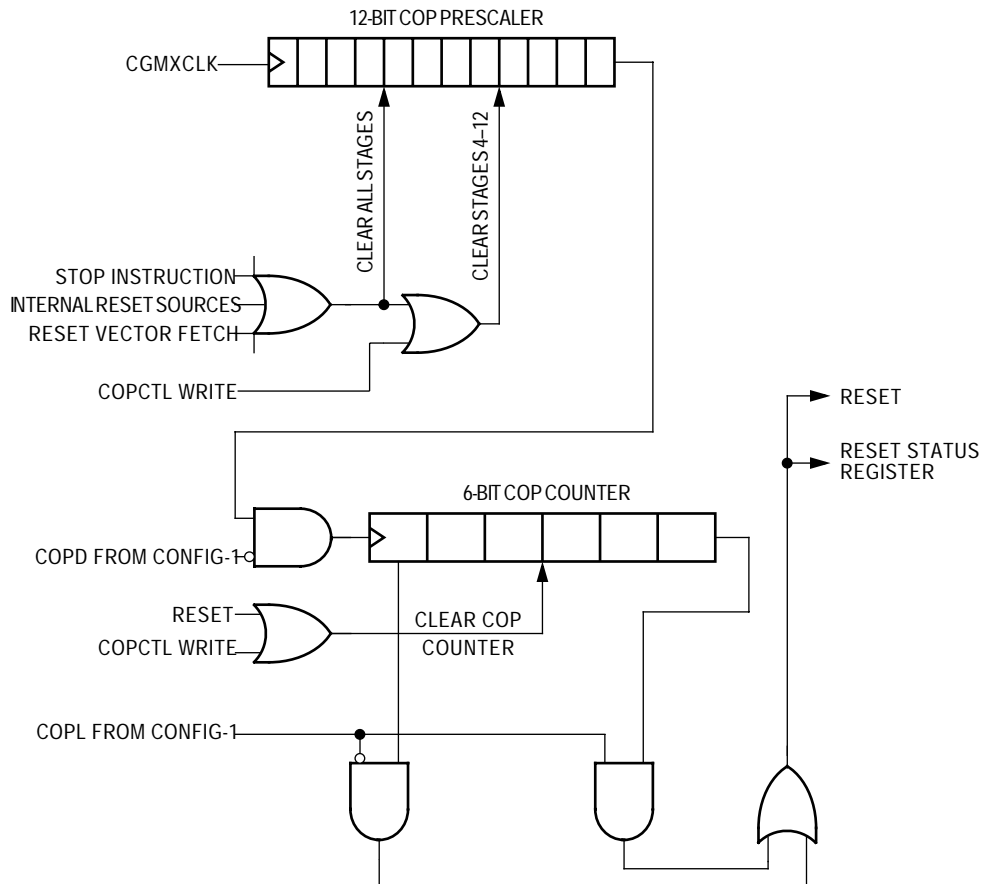 12-BIT COP PRESCALER
CGMXCLK
CLEAR ALL STAGES
CLEAR STAGES 4–12
STOP INSTRUCTION
INTERNAL RESET SOURCES
RESET VECTOR FETCH
COPCTL WRITE
RESET
RESET STATUS
REGISTER
6-BIT COP COUNTER
COPD FROM CONFIG-1
RESET
CLEAR COP
COPCTL WRITE
COUNTER
COPL FROM CONFIG-1